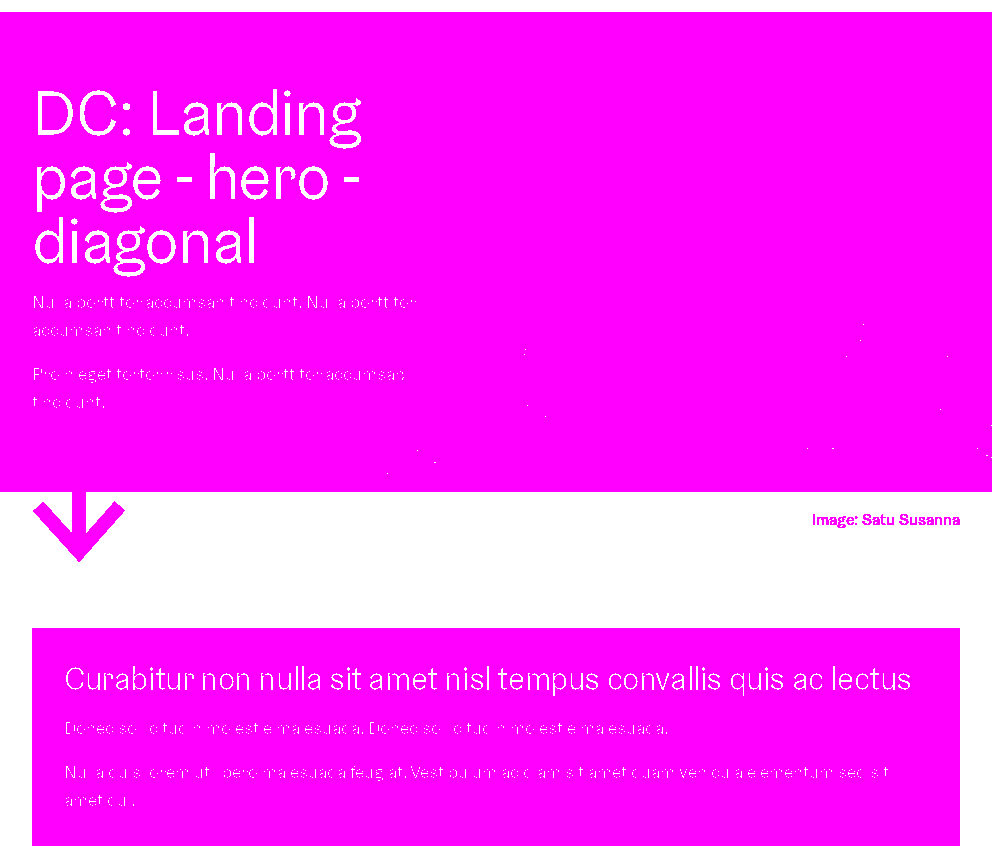 DC: Landing
page - hero -
diagonal
Nulla porttitor accumsan tincidunt. Nulla porttitor
accumsan tincidunt.
Proin eget tortor risus. Nulla porttitor accumsan
tincidunt.
Image: Satu Susanna
Curabitur non nulla sit amet nisl tempus convallis quis ac lectus
Donec sollicitudin molestie malesuada. Donec sollicitudin molestie malesuada.
Nulla quis lorem ut libero malesuada feugiat. Vestibulum ac diam sit amet quam vehicula elementum sed sit
amet dui.